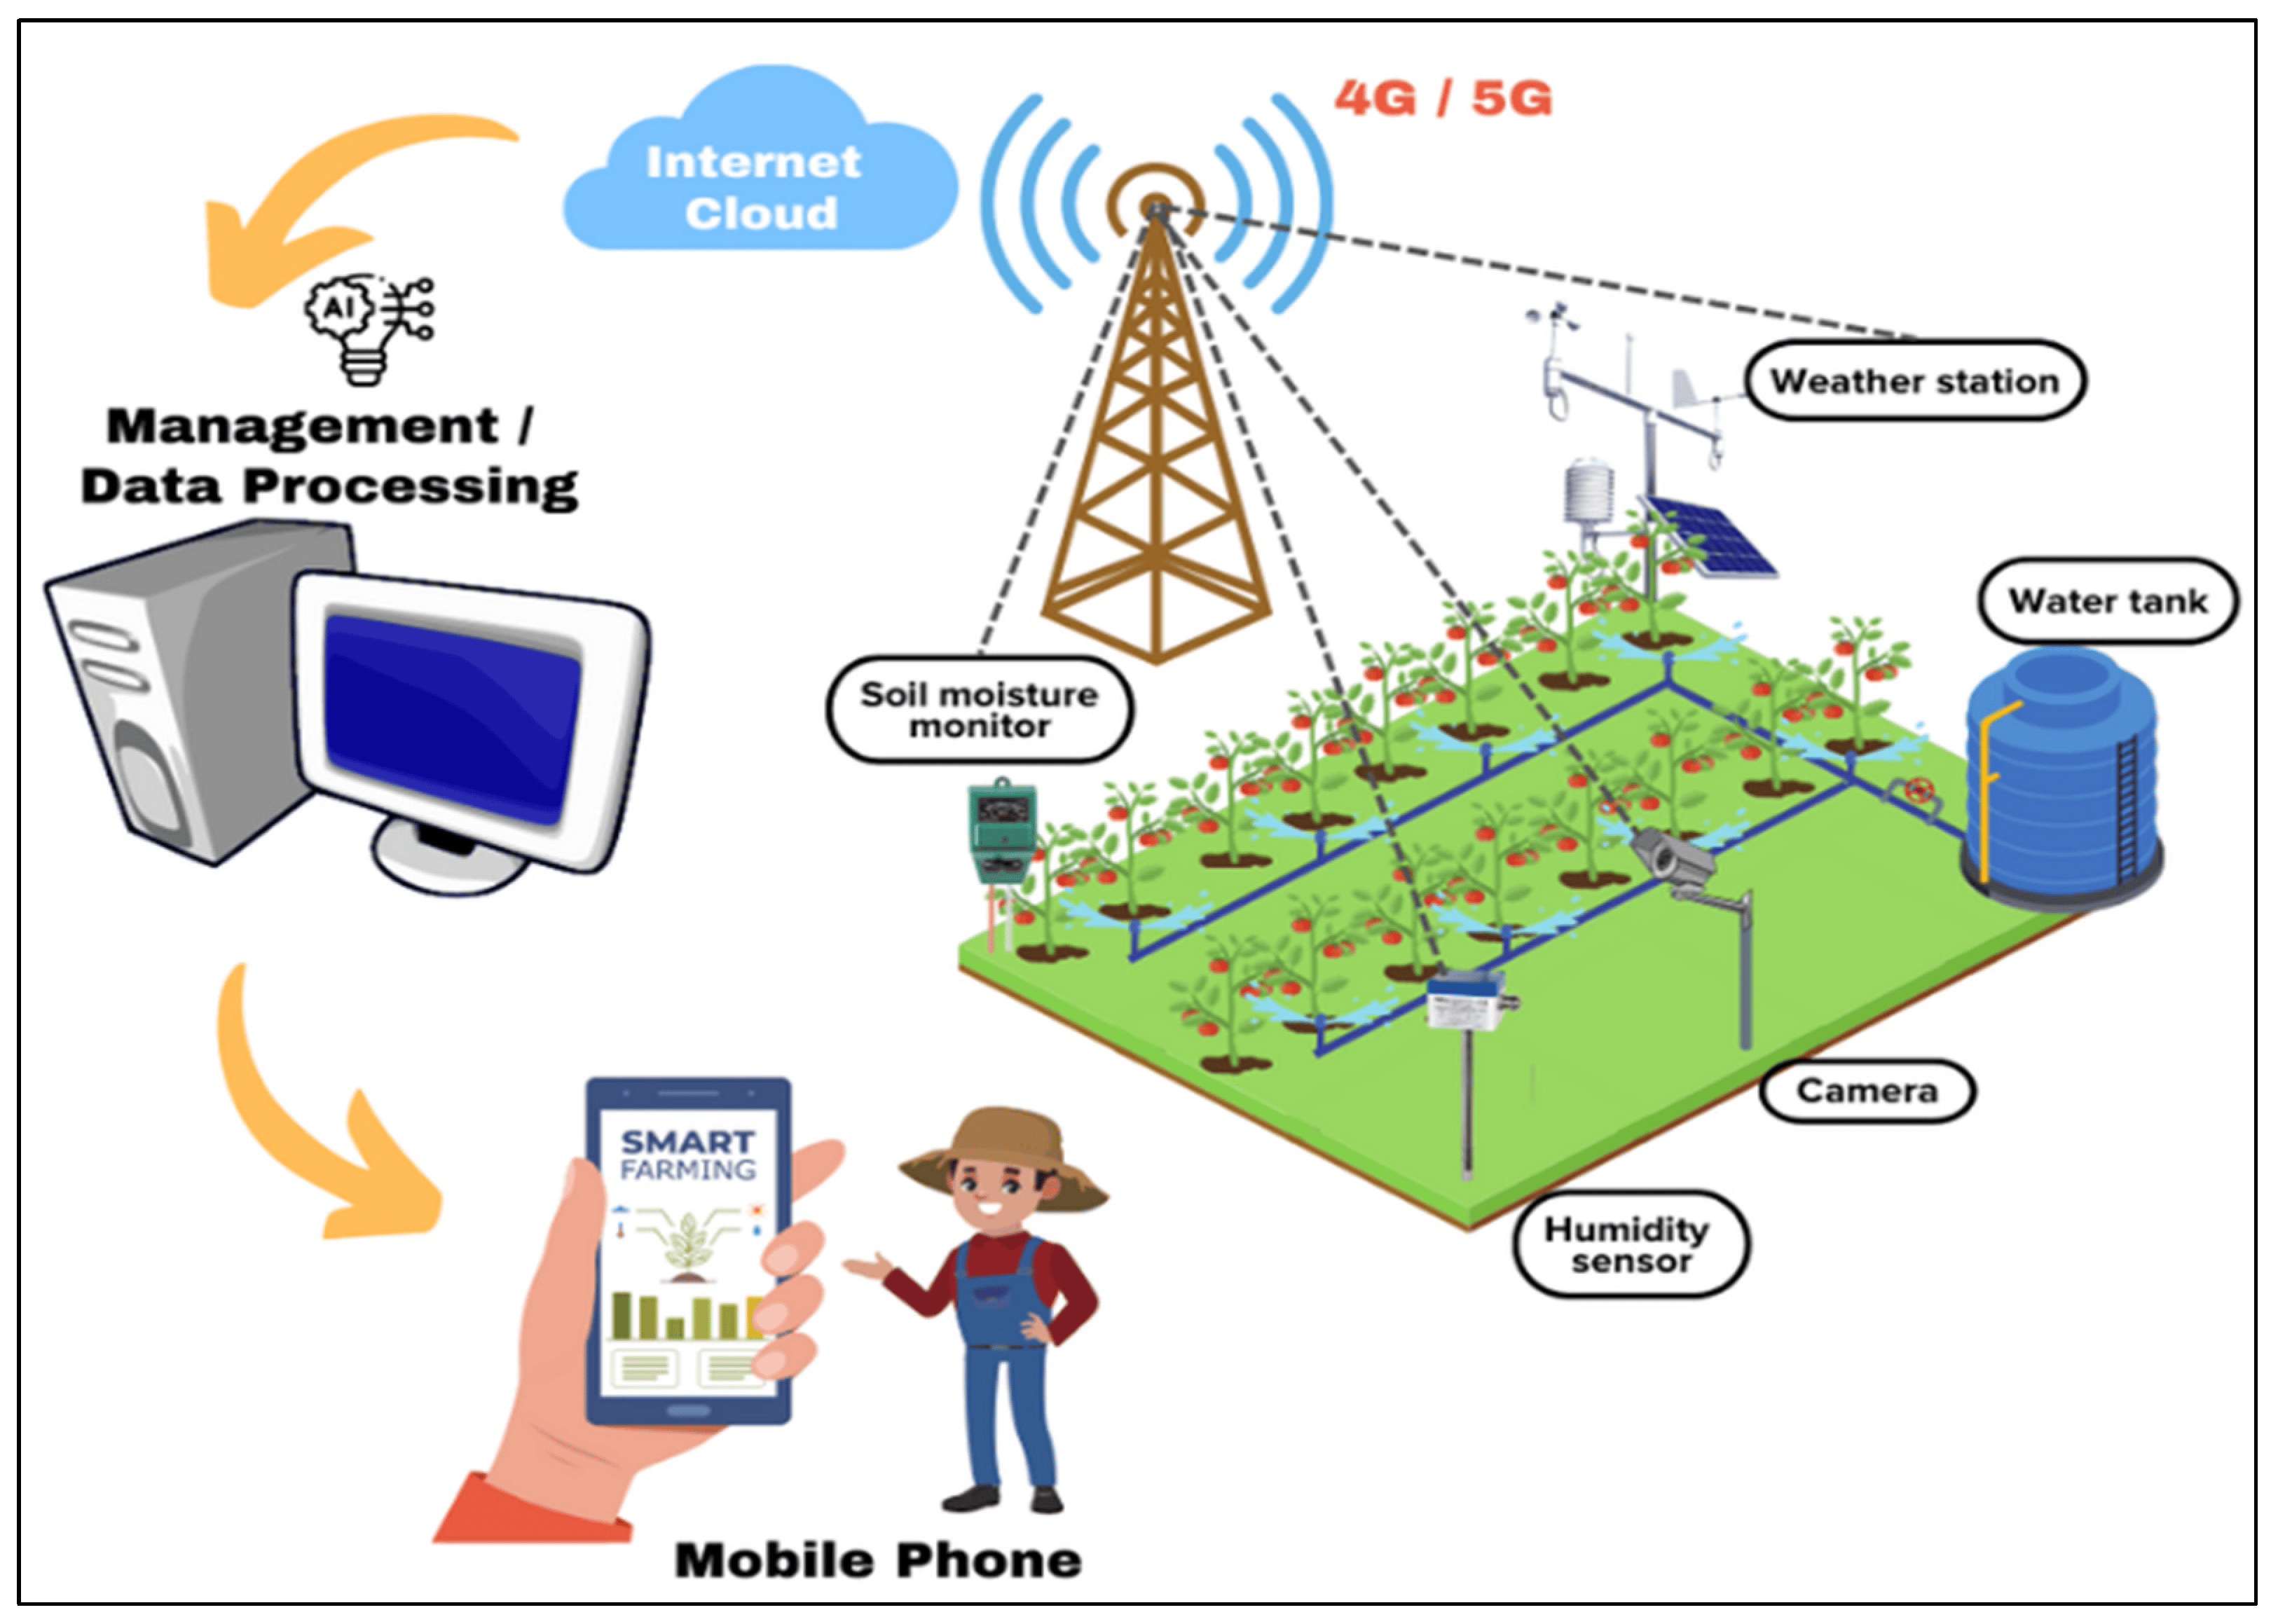 4G / 5G
Internet
Cloud
AI
Management /
Data Processing
Weather station
Water tank
Soil moisture
monitor
Camera
Humidity
sensor
SMART
FARMING
Mobile Phone